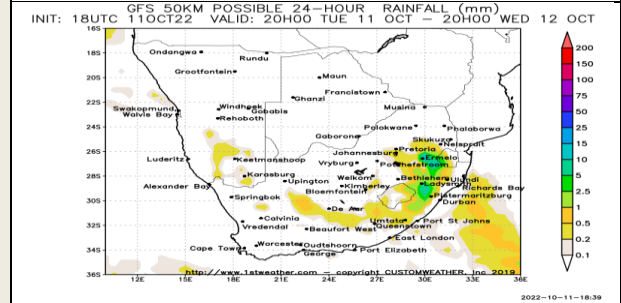 GFS 50KM POSSIBLE 24-HOUR RAINFALL (mm)
INIT: 18UTC 11OCT22 VALID: 20H00 TUE 11 OCT - 20H00 WED 12 OCT
16S
Ondangwa
Rundu
200
18S
150
Grootfontein
Maun
100
20S
Francistown
75
Ghanzi
22S
Musina
50
Swakopmund
Windhoek
Gobabis
Walvis Bay
Rehoboth
25
24S
Polokwane
Phalaborwa
15
Gaborone
Skukuza
Johannesburg
Pretoria
Nelspruit
10
26S
Luderitz
Keetmanshoop
Vryburg
Potchefstroom
Ermelo
5
28S
Karasburg
Upington
Welkom
Bethlehem
Ulundi
2.5
Alexander Bay
Kimberley
Ladysmith
Richards Bay
Bloemfontein
1
30S
Springbok
Pietermaritzburg
Durban
De Aar
0.5
Calvinia
Umtata
Port St Johns
32S
Vredendal
Beaufort West
Queenstown
0.2
East London
34S
Cape Town
Worcester
Oudtshoorn
Port Elizabeth
0.1
George
36S
http://www.1stweather.com - copyright CUSTOMWEATHER, Inc 2019
12E 15E 18E 21E 24E 27E 30E 33E 36E
2022-10-11-18:39